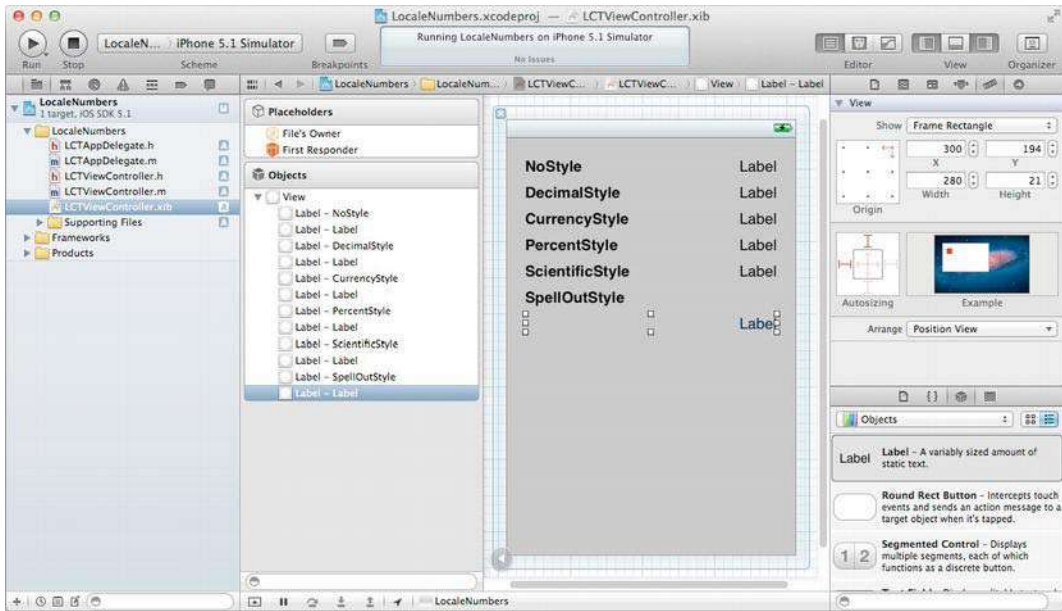 LocaleNumbers.xcodeproj — LCTViewController.xib
Run
Stop
LocaleN... iPhone 5.1 Simulator
Scheme
Breakpoints
Running LocaleNumbers on iPhone 5.1 Simulator
No Issues
Editor
View
Organizer
LocaleNumbers
LocaleNum...
LCTViewC...
LCTViewC...
View
Label – Label
LocaleNumbers
1 target, iOS SDK 5.1
LocaleNumbers
h LCTAppDelegate.h
m LCTAppDelegate.m
h LCTViewController.h
m LCTViewController.m
LCTViewController.xib
Supporting Files
Frameworks
Products
Placeholders
File's Owner
First Responder
Objects
View
Label – NoStyle
Label – Label
Label – DecimalStyle
Label – Label
Label – CurrencyStyle
Label – Label
Label – PercentStyle
Label – Label
Label – ScientificStyle
Label – Label
Label – SpellOutStyle
Label – Label
NoStyle Label
DecimalStyle Label
CurrencyStyle Label
PercentStyle Label
ScientificStyle Label
SpellOutStyle
Label
View
Show Frame Rectangle
300 194
X Y
280 21
Width Height
Origin
Autosizing
Example
Arrange Position View
Objects
Label
Label – A variably sized amount of
static text.
Round Rect Button – Intercepts touch
events and sends an action message to a
target object when it's tapped.
1 2
Segmented Control – Displays
multiple segments, each of which
functions as a discrete button.
LocaleNumbers